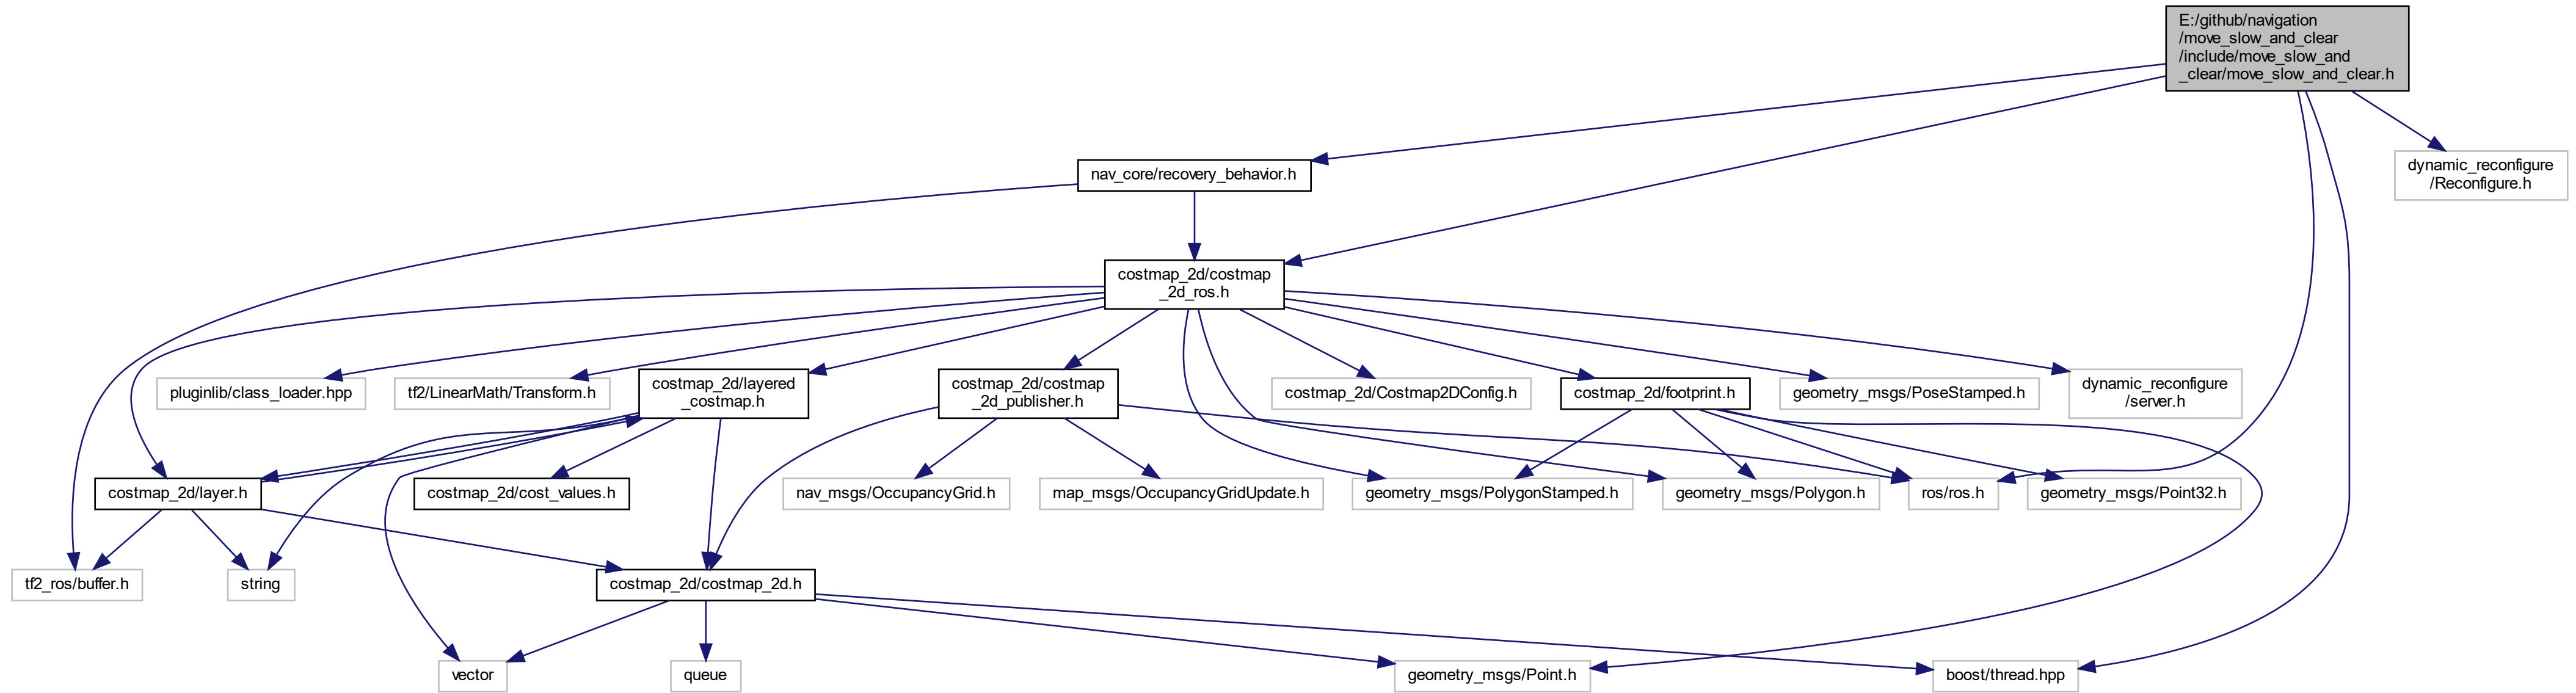 E:/github/navigation
/move_slow_and_clear
/include/move_slow_and
_clear/move_slow_and_clear.h
nav_core/recovery_behavior.h
dynamic_reconfigure
/Reconfigure.h
costmap_2d/costmap
_2d_ros.h
pluginlib/class_loader.hpp
tf2/LinearMath/Transform.h
costmap_2d/layered
_costmap.h
costmap_2d/costmap
_2d_publisher.h
costmap_2d/Costmap2DConfig.h
costmap_2d/footprint.h
geometry_msgs/PoseStamped.h
dynamic_reconfigure
/server.h
costmap_2d/layer.h
costmap_2d/cost_values.h
nav_msgs/OccupancyGrid.h
map_msgs/OccupancyGridUpdate.h
geometry_msgs/PolygonStamped.h
geometry_msgs/Polygon.h
ros/ros.h
geometry_msgs/Point32.h
tf2_ros/buffer.h
string
costmap_2d/costmap_2d.h
vector
queue
geometry_msgs/Point.h
boost/thread.hpp